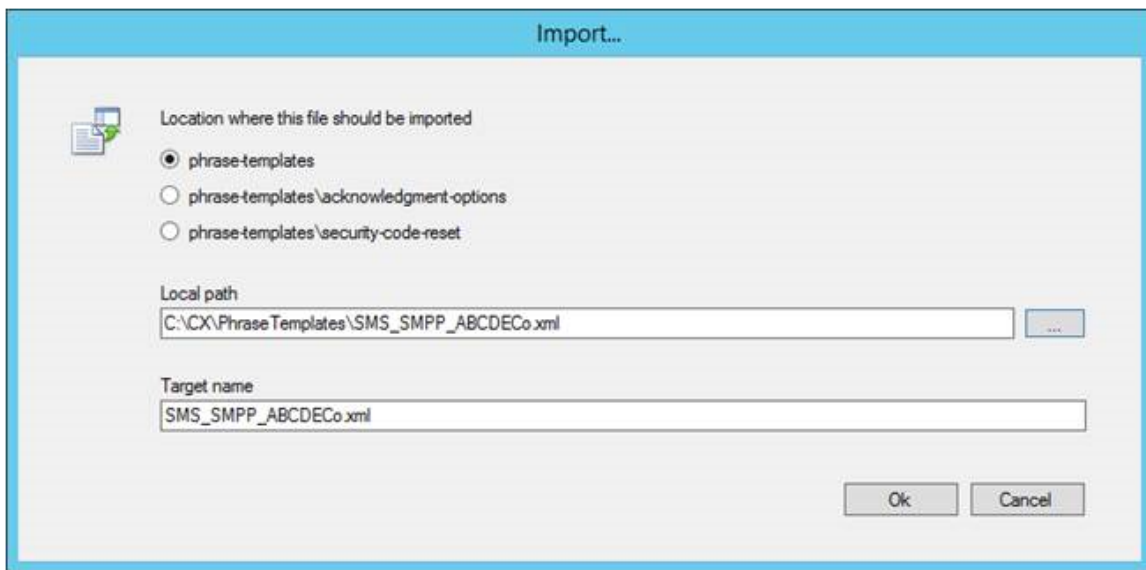 Import...
Location where this file should be imported
phrase-templates
phrase-templates\acknowledgment-options
phrase-templates\security-code-reset
Local path
C:\CX\PhraseTemplates\SMS_SMPP_ABCDECo.xml
...
Target name
SMS_SMPP_ABCDECo.xml
Ok Cancel